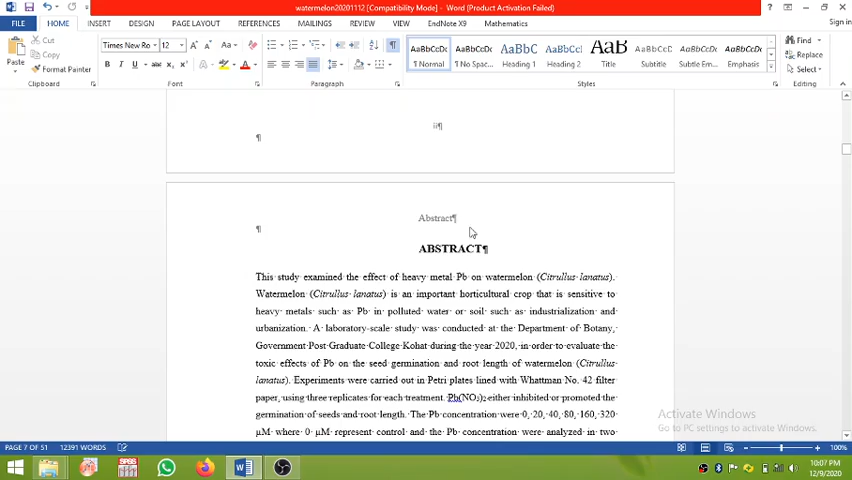 watermelon20201112 [Compatibility Mode] - Word (Product Activation Failed)
FILE HOME INSERT DESIGN PAGE LAYOUT REFERENCES MAILINGS REVIEW VIEW EndNote X9 Mathematics Sign in
Cut
Copy
Format Painter
Paste
Clipboard
Times New Ro 12
Font
Paragraph
AaBbCcDc AaBbCcDc AaBbC AaBbCc AaB AaBbCcC AaBbCcDc AaBbCcDc
¶ Normal ¶ No Spac... Heading 1 Heading 2 Title Subtitle Subtle Em... Emphasis
Styles
Find
Replace
Select
Editing
ii¶
¶
Abstract¶
¶
ABSTRACT¶
This study examined the effect of heavy metal Pb on watermelon (Citrullus lanatus).
Watermelon (Citrullus lanatus) is an important horticultural crop that is sensitive to
heavy metals such as Pb in polluted water or soil such as industrialization and
urbanization. A laboratory-scale study was conducted at the Department of Botany,
Government Post Graduate College Kohat during the year 2020, in order to evaluate the
toxic effects of Pb on the seed germination and root length of watermelon (Citrullus
lanatus). Experiments were carried out in Petri plates lined with Whattman No. 42 filter
paper, using three replicates for each treatment. Pb(NO3)2 either inhibited or promoted the
germination of seeds and root length. The Pb concentration were 0, 20, 40, 80, 160, 320
µM where 0 µM represent control and the Pb concentration were analyzed in two
Activate Windows
Go to PC settings to activate Windows.
PAGE 7 OF 51 12391 WORDS 100%
10:07 PM
12/9/2020